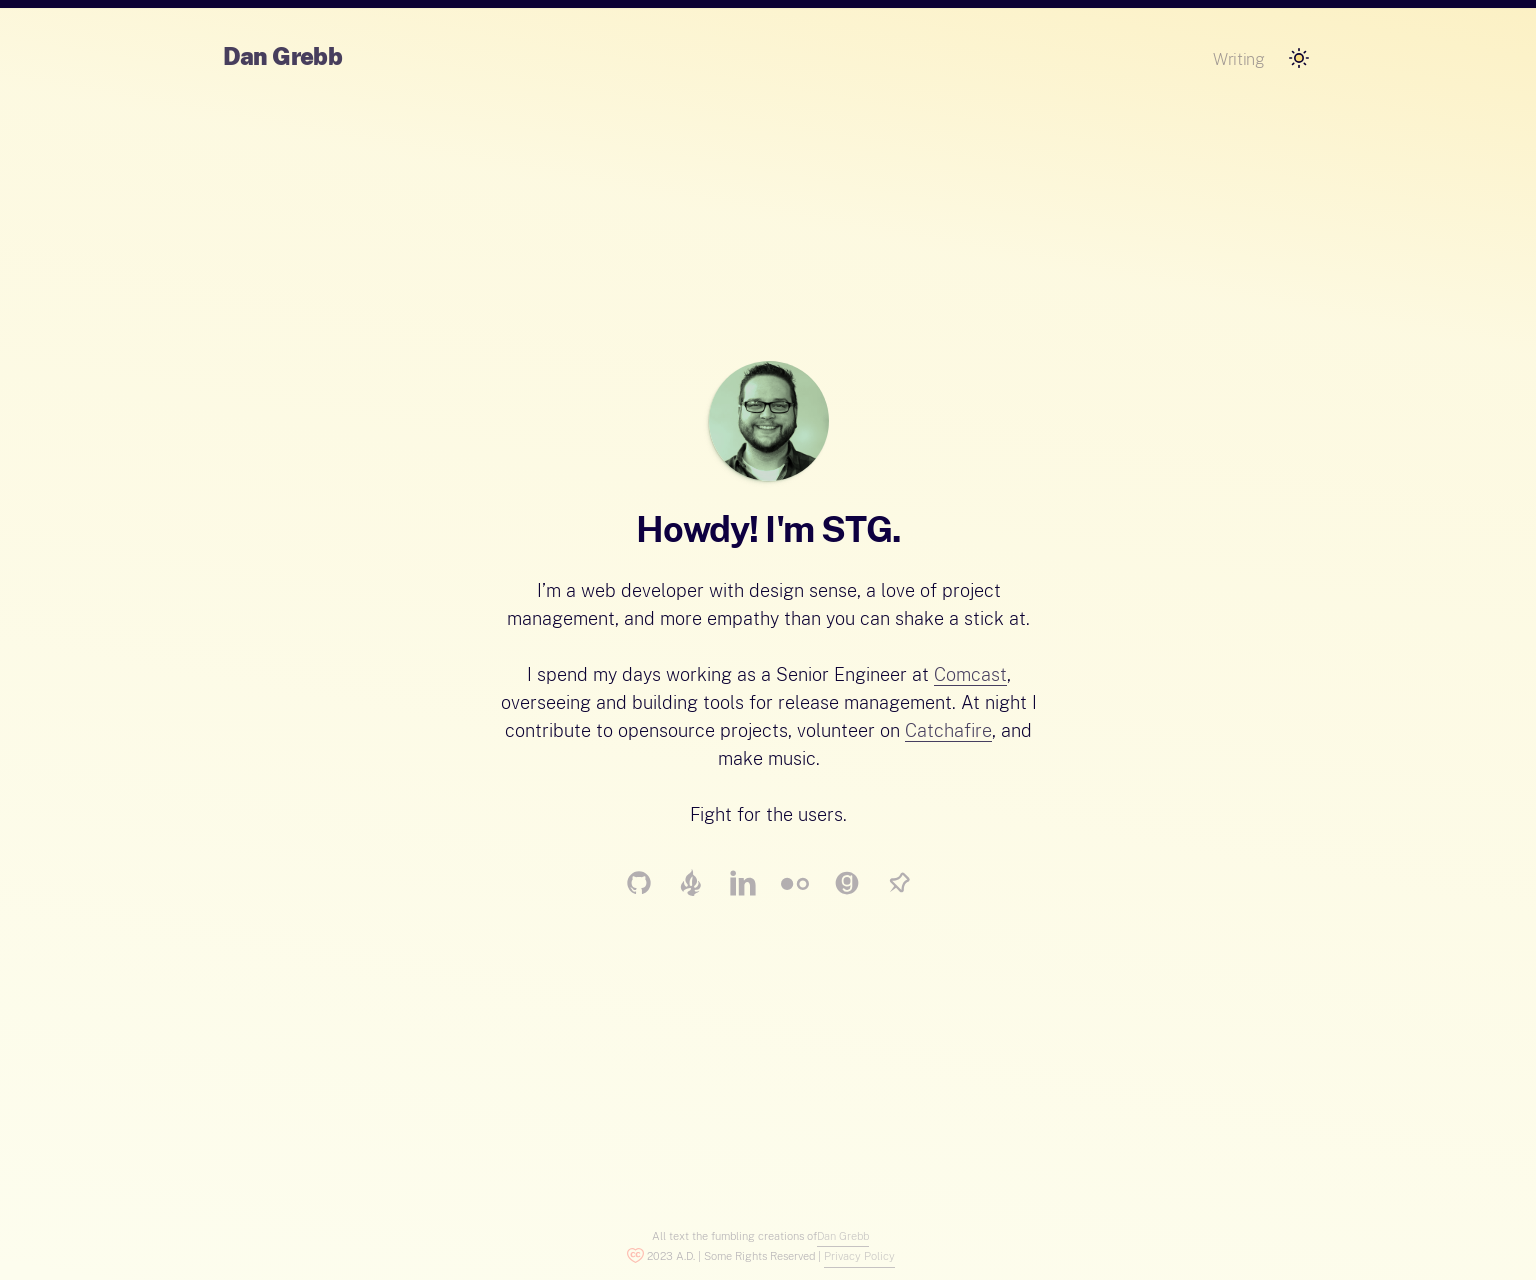 Dan Grebb
Writing
Howdy! I'm STG.
I’m a web developer with design sense, a love of project
management, and more empathy than you can shake a stick at.
I spend my days working as a Senior Engineer at Comcast,
overseeing and building tools for release management. At night I
contribute to opensource projects, volunteer on Catchafire, and
make music.
Fight for the users.
All text the fumbling creations ofDan Grebb
2023 A.D. | Some Rights Reserved | Privacy Policy